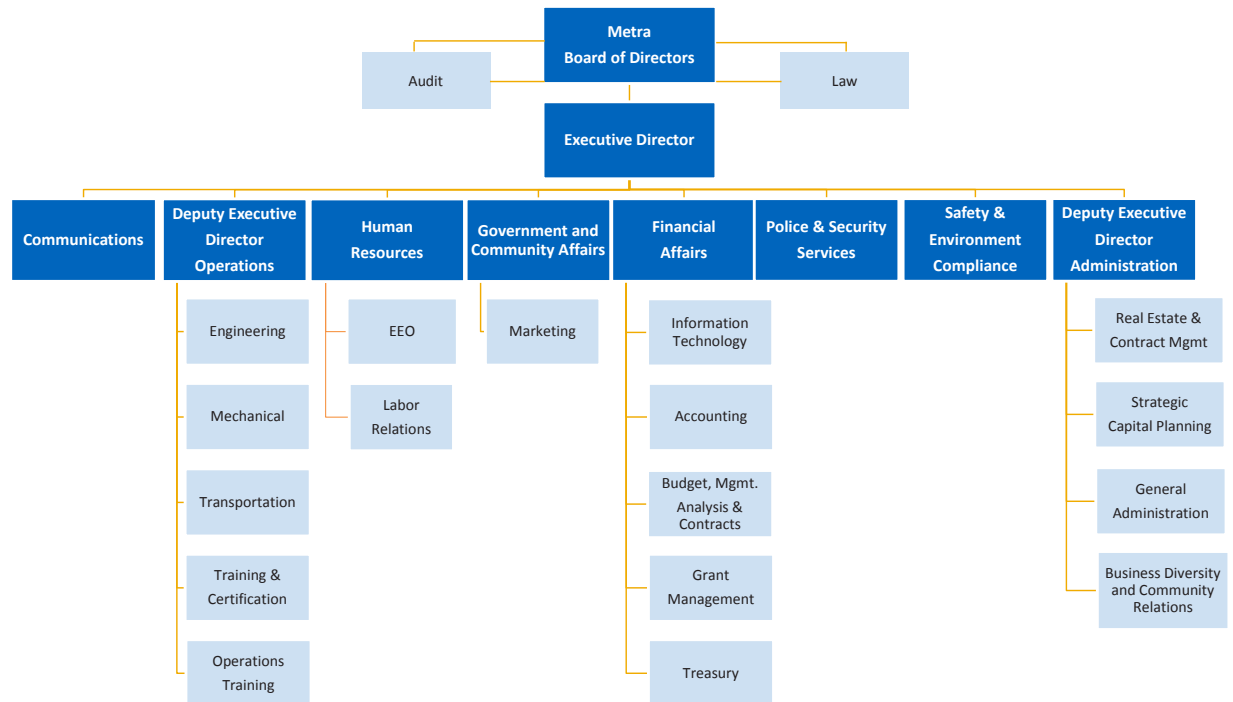 Metra
Board of Directors
Audit
Law
Executive Director
Communications
Deputy Executive
Director
Operations
Human
Resources
Government and
Community Affairs
Financial
Affairs
Police & Security
Services
Safety &
Environment
Compliance
Deputy Executive
Director
Administration
Engineering
Mechanical
Transportation
Training &
Certification
Operations
Training
EEO
Labor
Relations
Marketing
Information
Technology
Accounting
Budget, Mgmt.
Analysis &
Contracts
Grant
Management
Treasury
Real Estate &
Contract Mgmt
Strategic
Capital Planning
General
Administration
Business Diversity
and Community
Relations